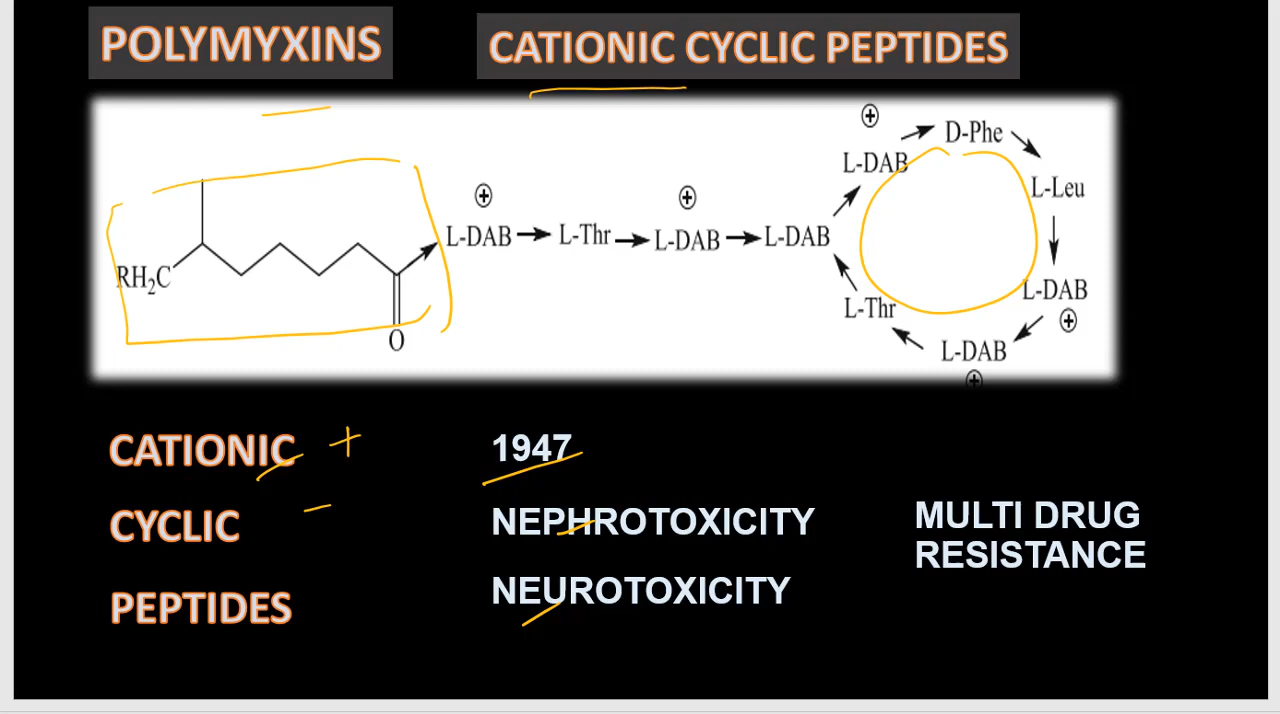 POLYMYXINS
CATIONIC CYCLIC PEPTIDES
RH₂C
O
⊕
L-DAB
L-Thr
⊕
L-DAB
L-DAB
⊕
L-DAB
D-Phe
L-Leu
L-DAB
⊕
L-DAB
⊕
L-Thr
CATIONIC +
CYCLIC
PEPTIDES
1947
NEPHROTOXICITY
NEUROTOXICITY
MULTI DRUG
RESISTANCE